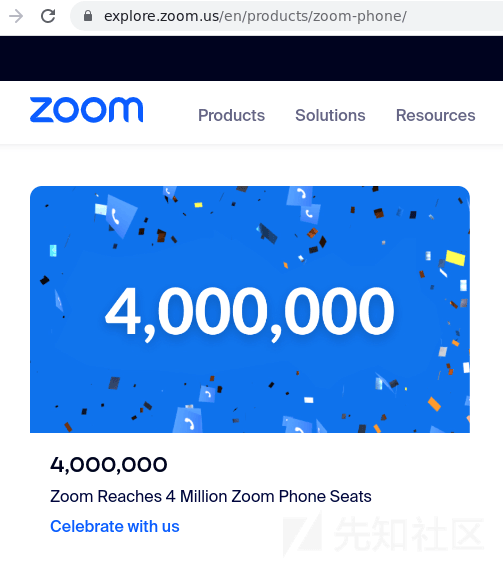 explore.zoom.us/en/products/zoom-phone/
zoom Products Solutions Resources
4,000,000
4,000,000
Zoom Reaches 4 Million Zoom Phone Seats
Celebrate with us
先知社区